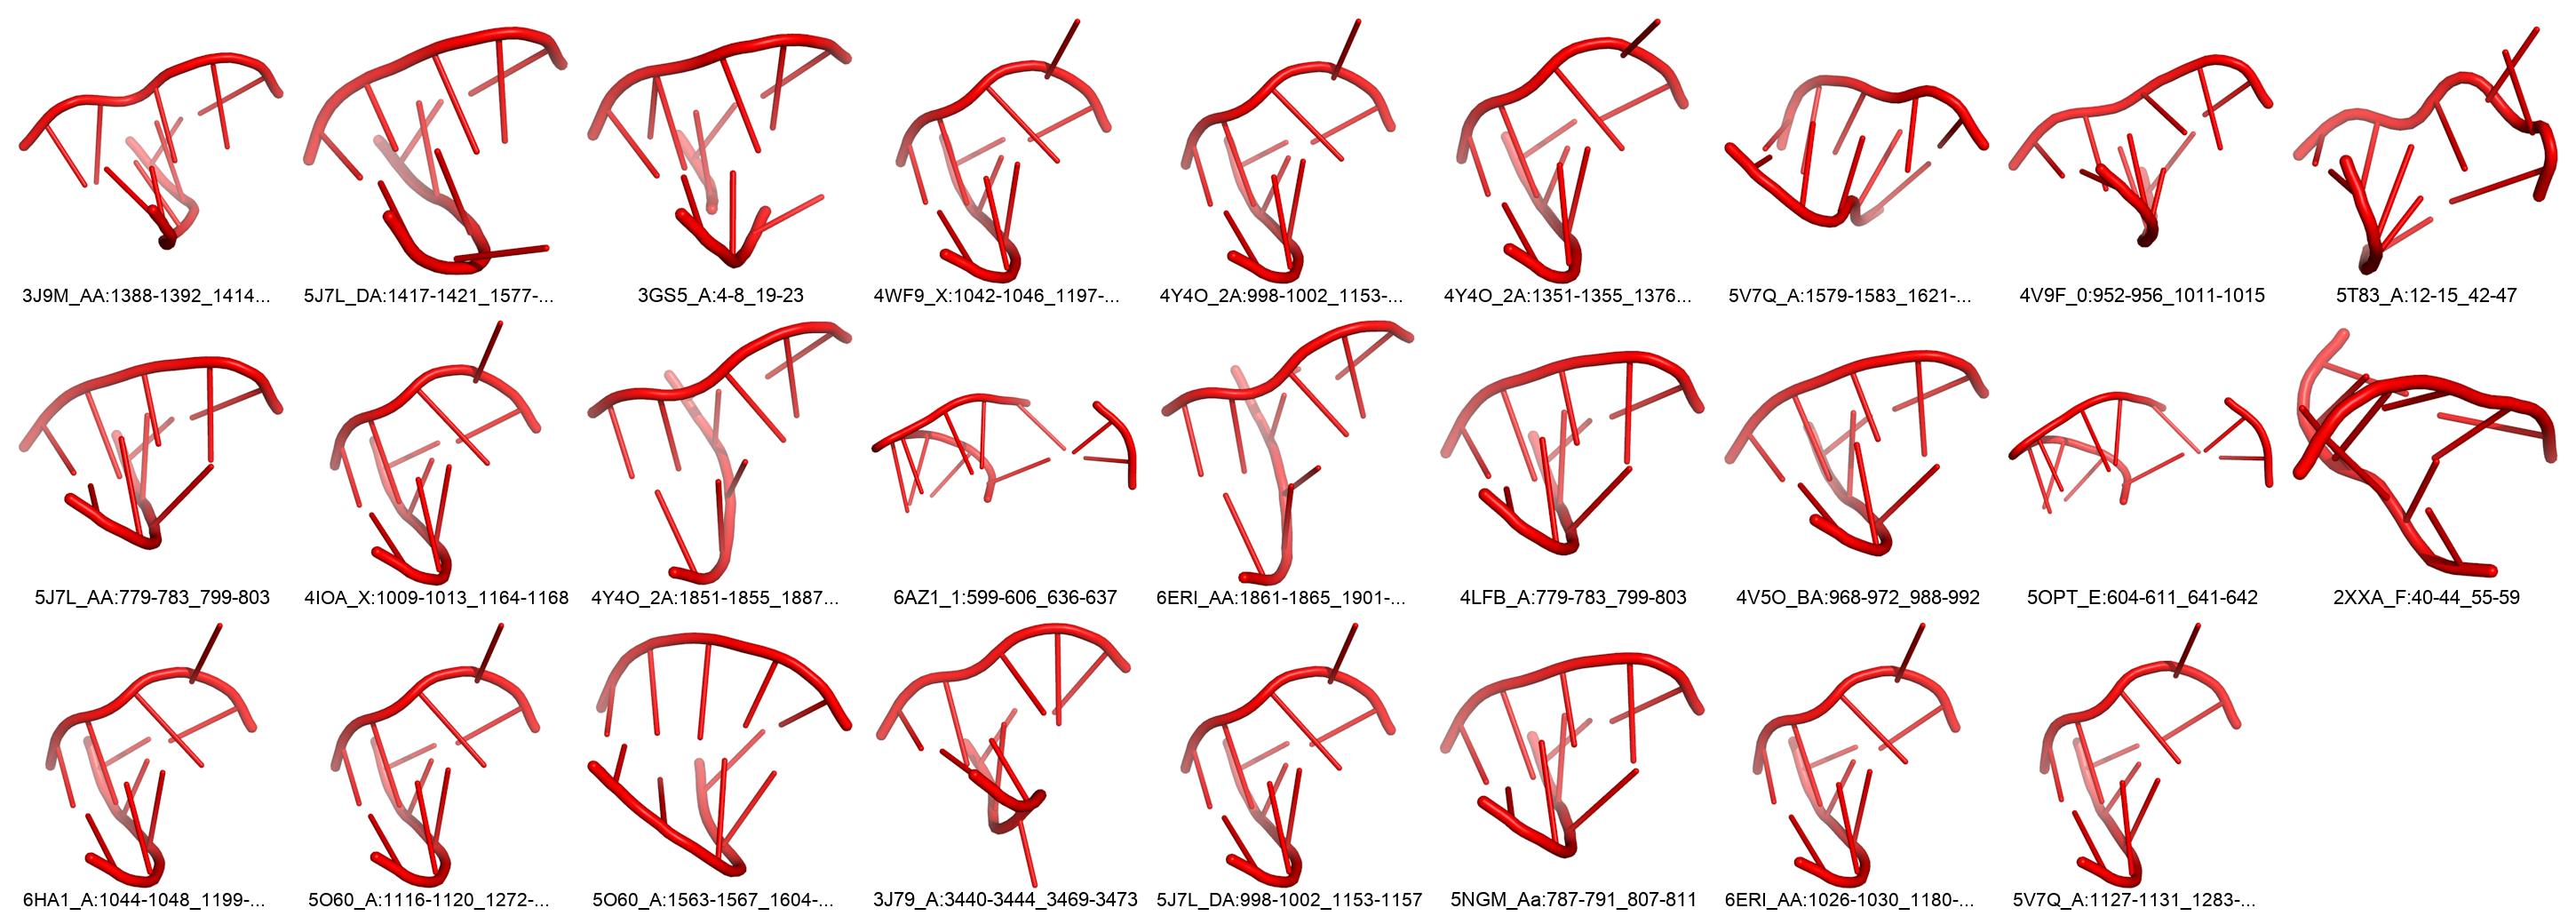 3J9M_AA:1388-1392_1414...
5J7L_DA:1417-1421_1577-...
3GS5_A:4-8_19-23
4WF9_X:1042-1046_1197-...
4Y4O_2A:998-1002_1153-...
4Y4O_2A:1351-1355_1376...
5V7Q_A:1579-1583_1621-...
4V9F_0:952-956_1011-1015
5T83_A:12-15_42-47
5J7L_AA:779-783_799-803
4IOA_X:1009-1013_1164-1168
4Y4O_2A:1851-1855_1887...
6AZ1_1:599-606_636-637
6ERI_AA:1861-1865_1901-...
4LFB_A:779-783_799-803
4V5O_BA:968-972_988-992
5OPT_E:604-611_641-642
2XXA_F:40-44_55-59
6HA1_A:1044-1048_1199-...
5O60_A:1116-1120_1272-...
5O60_A:1563-1567_1604-...
3J79_A:3440-3444_3469-3473
5J7L_DA:998-1002_1153-1157
5NGM_Aa:787-791_807-811
6ERI_AA:1026-1030_1180-...
5V7Q_A:1127-1131_1283-...